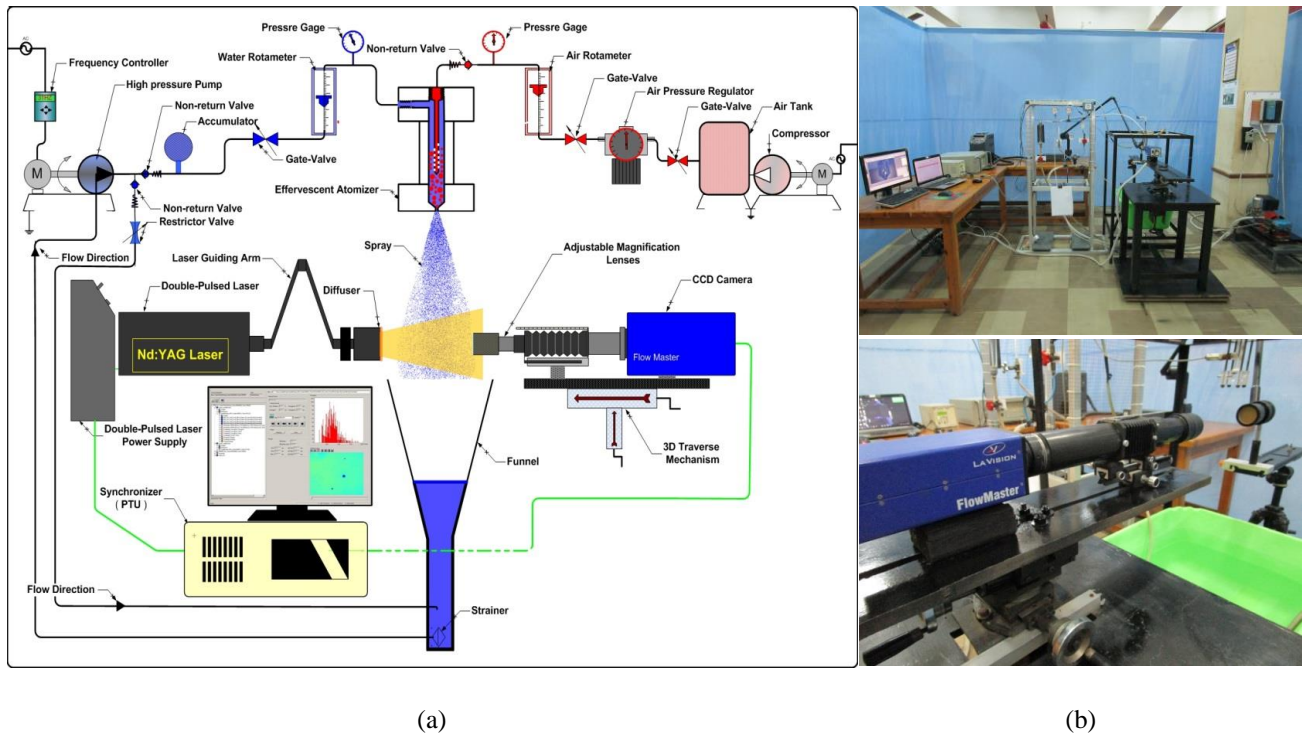 Pressre Gage
Pressre Gage
Non-return Valve
Water Rotameter
Air Rotameter
AC
Frequency Controller
High pressure Pump
Non-return Valve
Accumulator
Gate-Valve
Gate-Valve
Air Pressure Regulator
Gate-Valve
Air Tank
Compressor
AC
M
M
Effervescent Atomizer
Non-return Valve
Restrictor Valve
Flow Direction
Spray
Laser Guiding Arm
Double-Pulsed Laser
Diffuser
Adjustable Magnification
Lenses
CCD Camera
Nd:YAG Laser
Flow Master
Double-Pulsed Laser
Power Supply
3D Traverse
Mechanism
Funnel
Synchronizer
( PTU )
Flow Direction
Strainer
LAVISION
FlowMaster
(a)
(b)